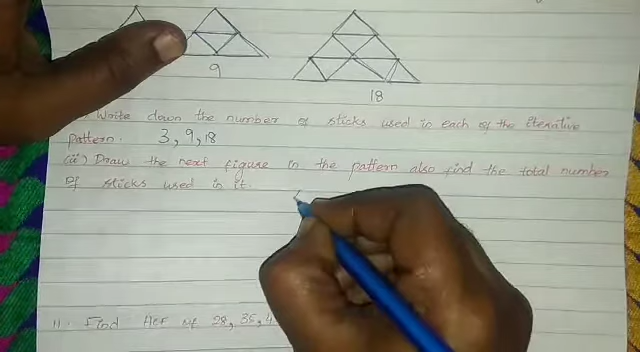 9
18
Write down the number of sticks used in each of the iterative
pattern. 3, 9, 18
(ii) Draw the next figure in the pattern also find the total number
of sticks used in it.
11. Find HCF of 28, 35, 4